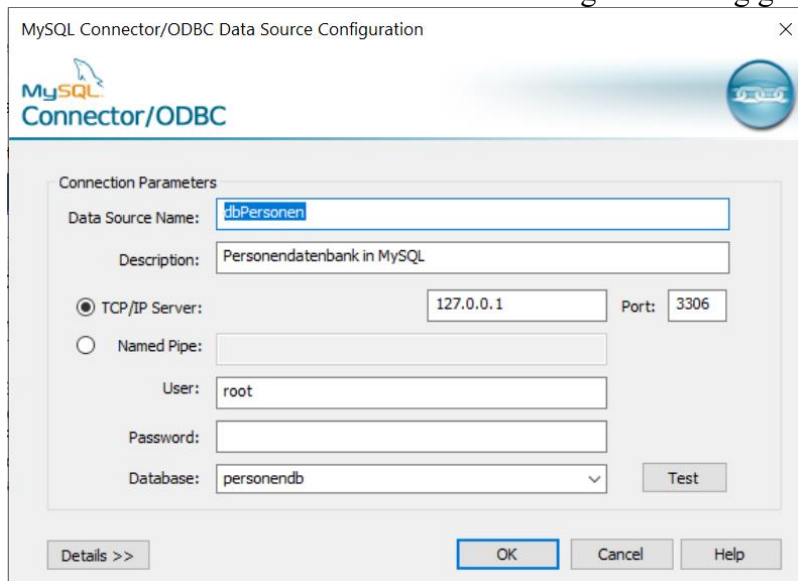 MySQL Connector/ODBC Data Source Configuration
MySQL
Connector/ODBC
Connection Parameters
Data Source Name: dbPersonen
Description: Personendatenbank in MySQL
TCP/IP Server: 127.0.0.1 Port: 3306
Named Pipe:
User: root
Password:
Database: personendb Test
Details >> OK Cancel Help